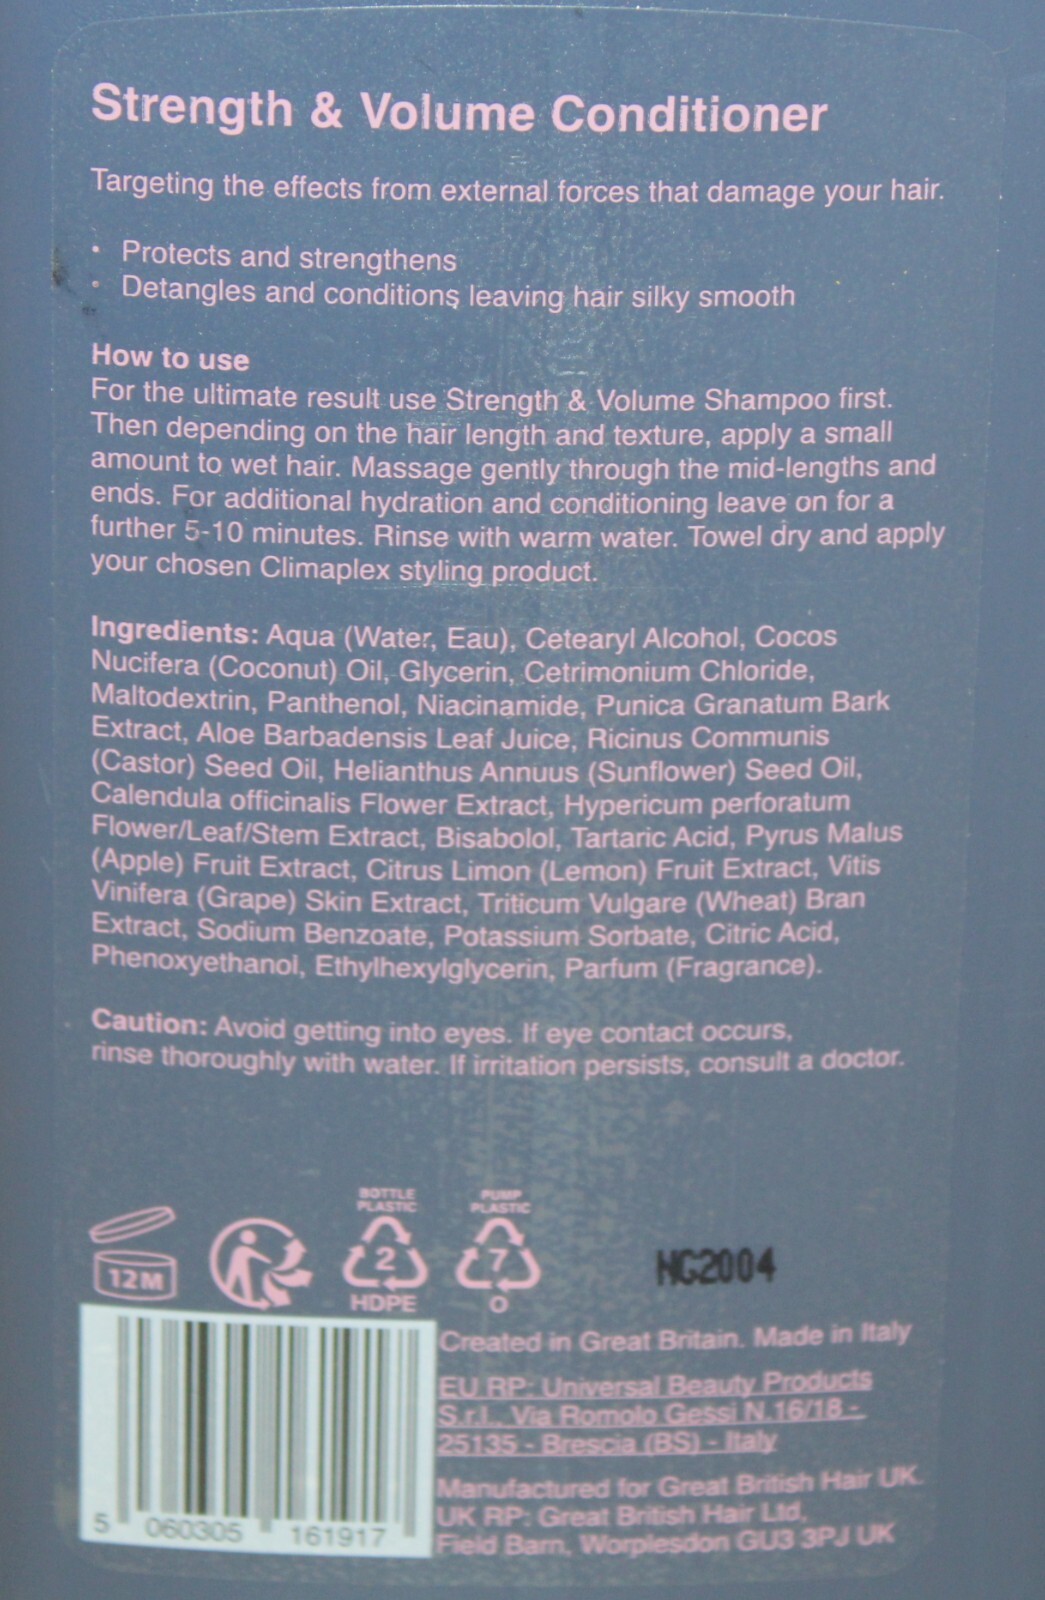 Strength & Volume Conditioner
Targeting the effects from external forces that damage your hair.
• Protects and strengthens
• Detangles and conditions leaving hair silky smooth
How to use
For the ultimate result use Strength & Volume Shampoo first.
Then depending on the hair length and texture, apply a small
amount to wet hair. Massage gently through the mid-lengths and
ends. For additional hydration and conditioning leave on for a
further 5-10 minutes. Rinse with warm water. Towel dry and apply
your chosen Climaplex styling product.
Ingredients: Aqua (Water, Eau), Cetearyl Alcohol, Cocos
Nucifera (Coconut) Oil, Glycerin, Cetrimonium Chloride,
Maltodextrin, Panthenol, Niacinamide, Punica Granatum Bark
Extract, Aloe Barbadensis Leaf Juice, Ricinus Communis
(Castor) Seed Oil, Helianthus Annuus (Sunflower) Seed Oil,
Calendula officinalis Flower Extract, Hypericum perforatum
Flower/Leaf/Stem Extract, Bisabolol, Tartaric Acid, Pyrus Malus
(Apple) Fruit Extract, Citrus Limon (Lemon) Fruit Extract, Vitis
Vinifera (Grape) Skin Extract, Triticum Vulgare (Wheat) Bran
Extract, Sodium Benzoate, Potassium Sorbate, Citric Acid,
Phenoxyethanol, Ethylhexylglycerin, Parfum (Fragrance).
Caution: Avoid getting into eyes. If eye contact occurs,
rinse thoroughly with water. If irritation persists, consult a doctor.
BOTTLE
PLASTIC
PUMP
PLASTIC
12M
2
7
HDPE
O
NG2004
Created in Great Britain. Made in Italy
EU RP: Universal Beauty Products
S.r.l., Via Romolo Gessi N.16/18 -
25135 - Brescia (BS) - Italy
Manufactured for Great British Hair UK.
UK RP: Great British Hair Ltd,
Field Barn, Worplesdon GU3 3PJ UK
5 060305 161917